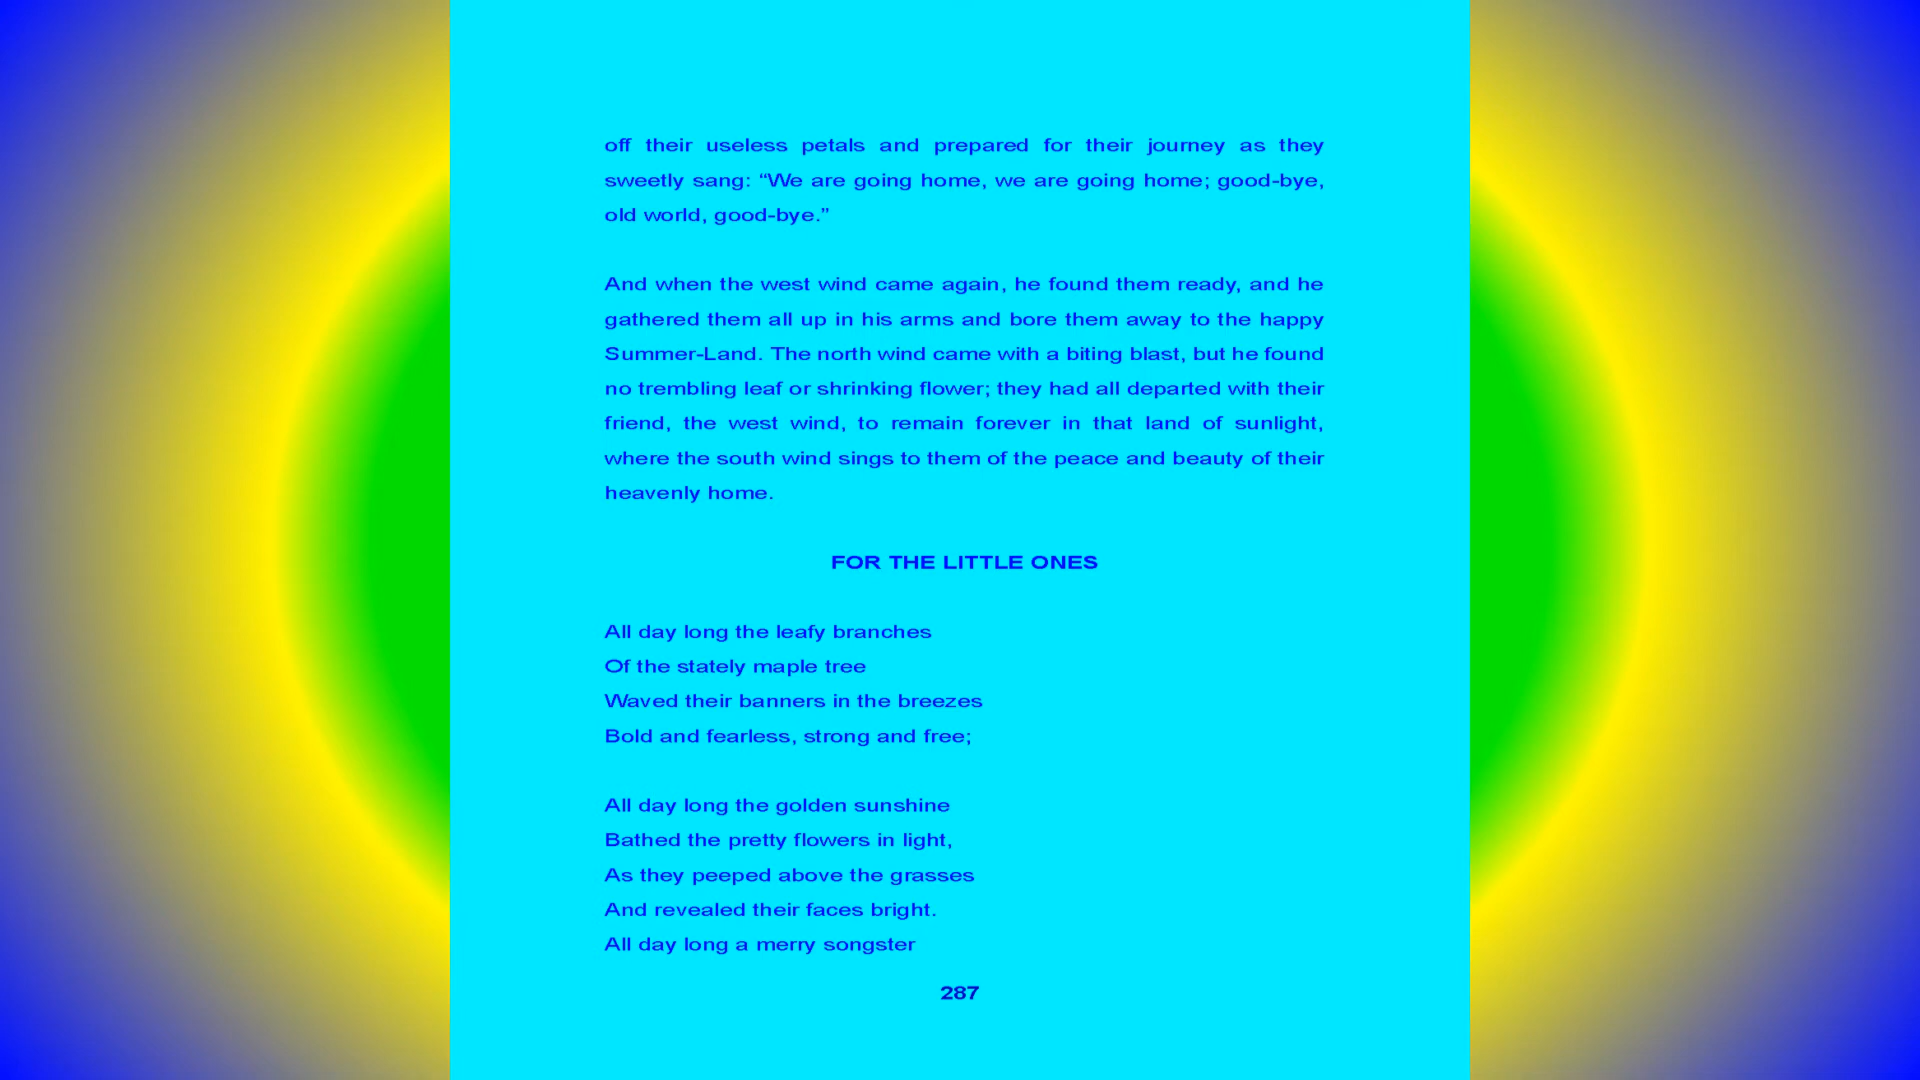 off their useless petals and prepared for their journey as they
sweetly sang: “We are going home, we are going home; good-bye,
old world, good-bye.”
And when the west wind came again, he found them ready, and he
gathered them all up in his arms and bore them away to the happy
Summer-Land. The north wind came with a biting blast, but he found
no trembling leaf or shrinking flower; they had all departed with their
friend, the west wind, to remain forever in that land of sunlight,
where the south wind sings to them of the peace and beauty of their
heavenly home.
FOR THE LITTLE ONES
All day long the leafy branches
Of the stately maple tree
Waved their banners in the breezes
Bold and fearless, strong and free;
All day long the golden sunshine
Bathed the pretty flowers in light,
As they peeped above the grasses
And revealed their faces bright.
All day long a merry songster
287